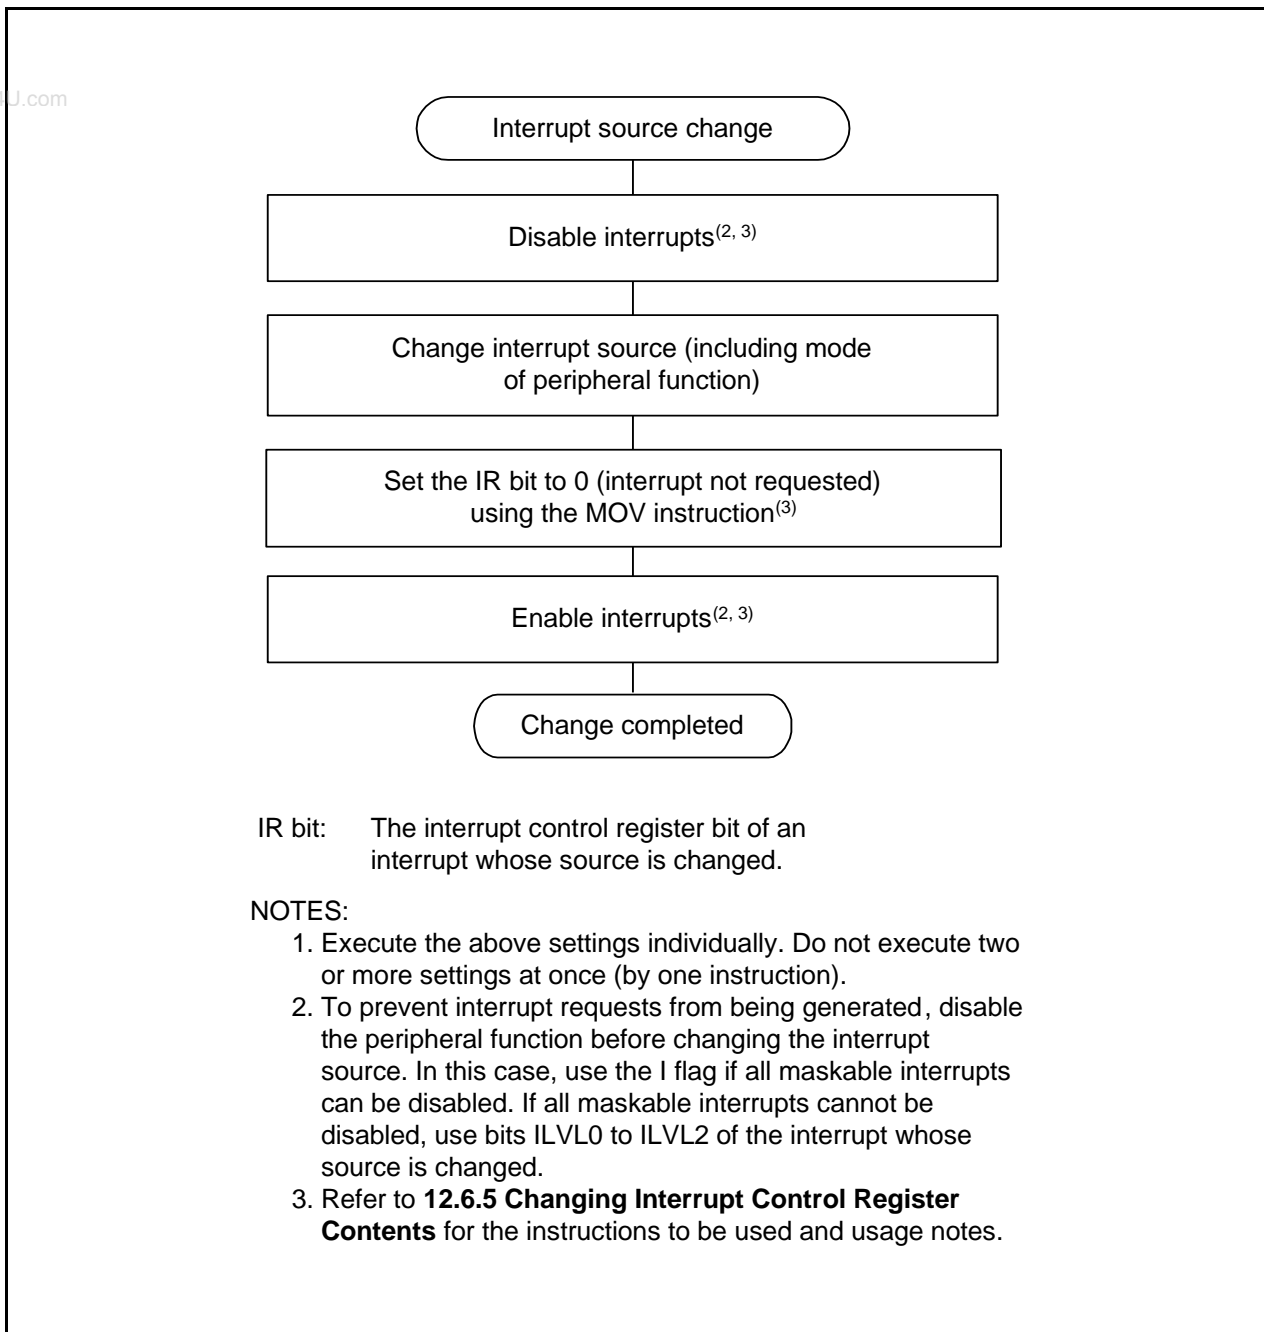 U.com
Interrupt source change
Disable interrupts(2, 3)
Change interrupt source (including mode
of peripheral function)
Set the IR bit to 0 (interrupt not requested)
using the MOV instruction(3)
Enable interrupts(2, 3)
Change completed
IR bit: The interrupt control register bit of an
interrupt whose source is changed.
NOTES:
1. Execute the above settings individually. Do not execute two
or more settings at once (by one instruction).
2. To prevent interrupt requests from being generated, disable
the peripheral function before changing the interrupt
source. In this case, use the I flag if all maskable interrupts
can be disabled. If all maskable interrupts cannot be
disabled, use bits ILVL0 to ILVL2 of the interrupt whose
source is changed.
3. Refer to 12.6.5 Changing Interrupt Control Register
Contents for the instructions to be used and usage notes.